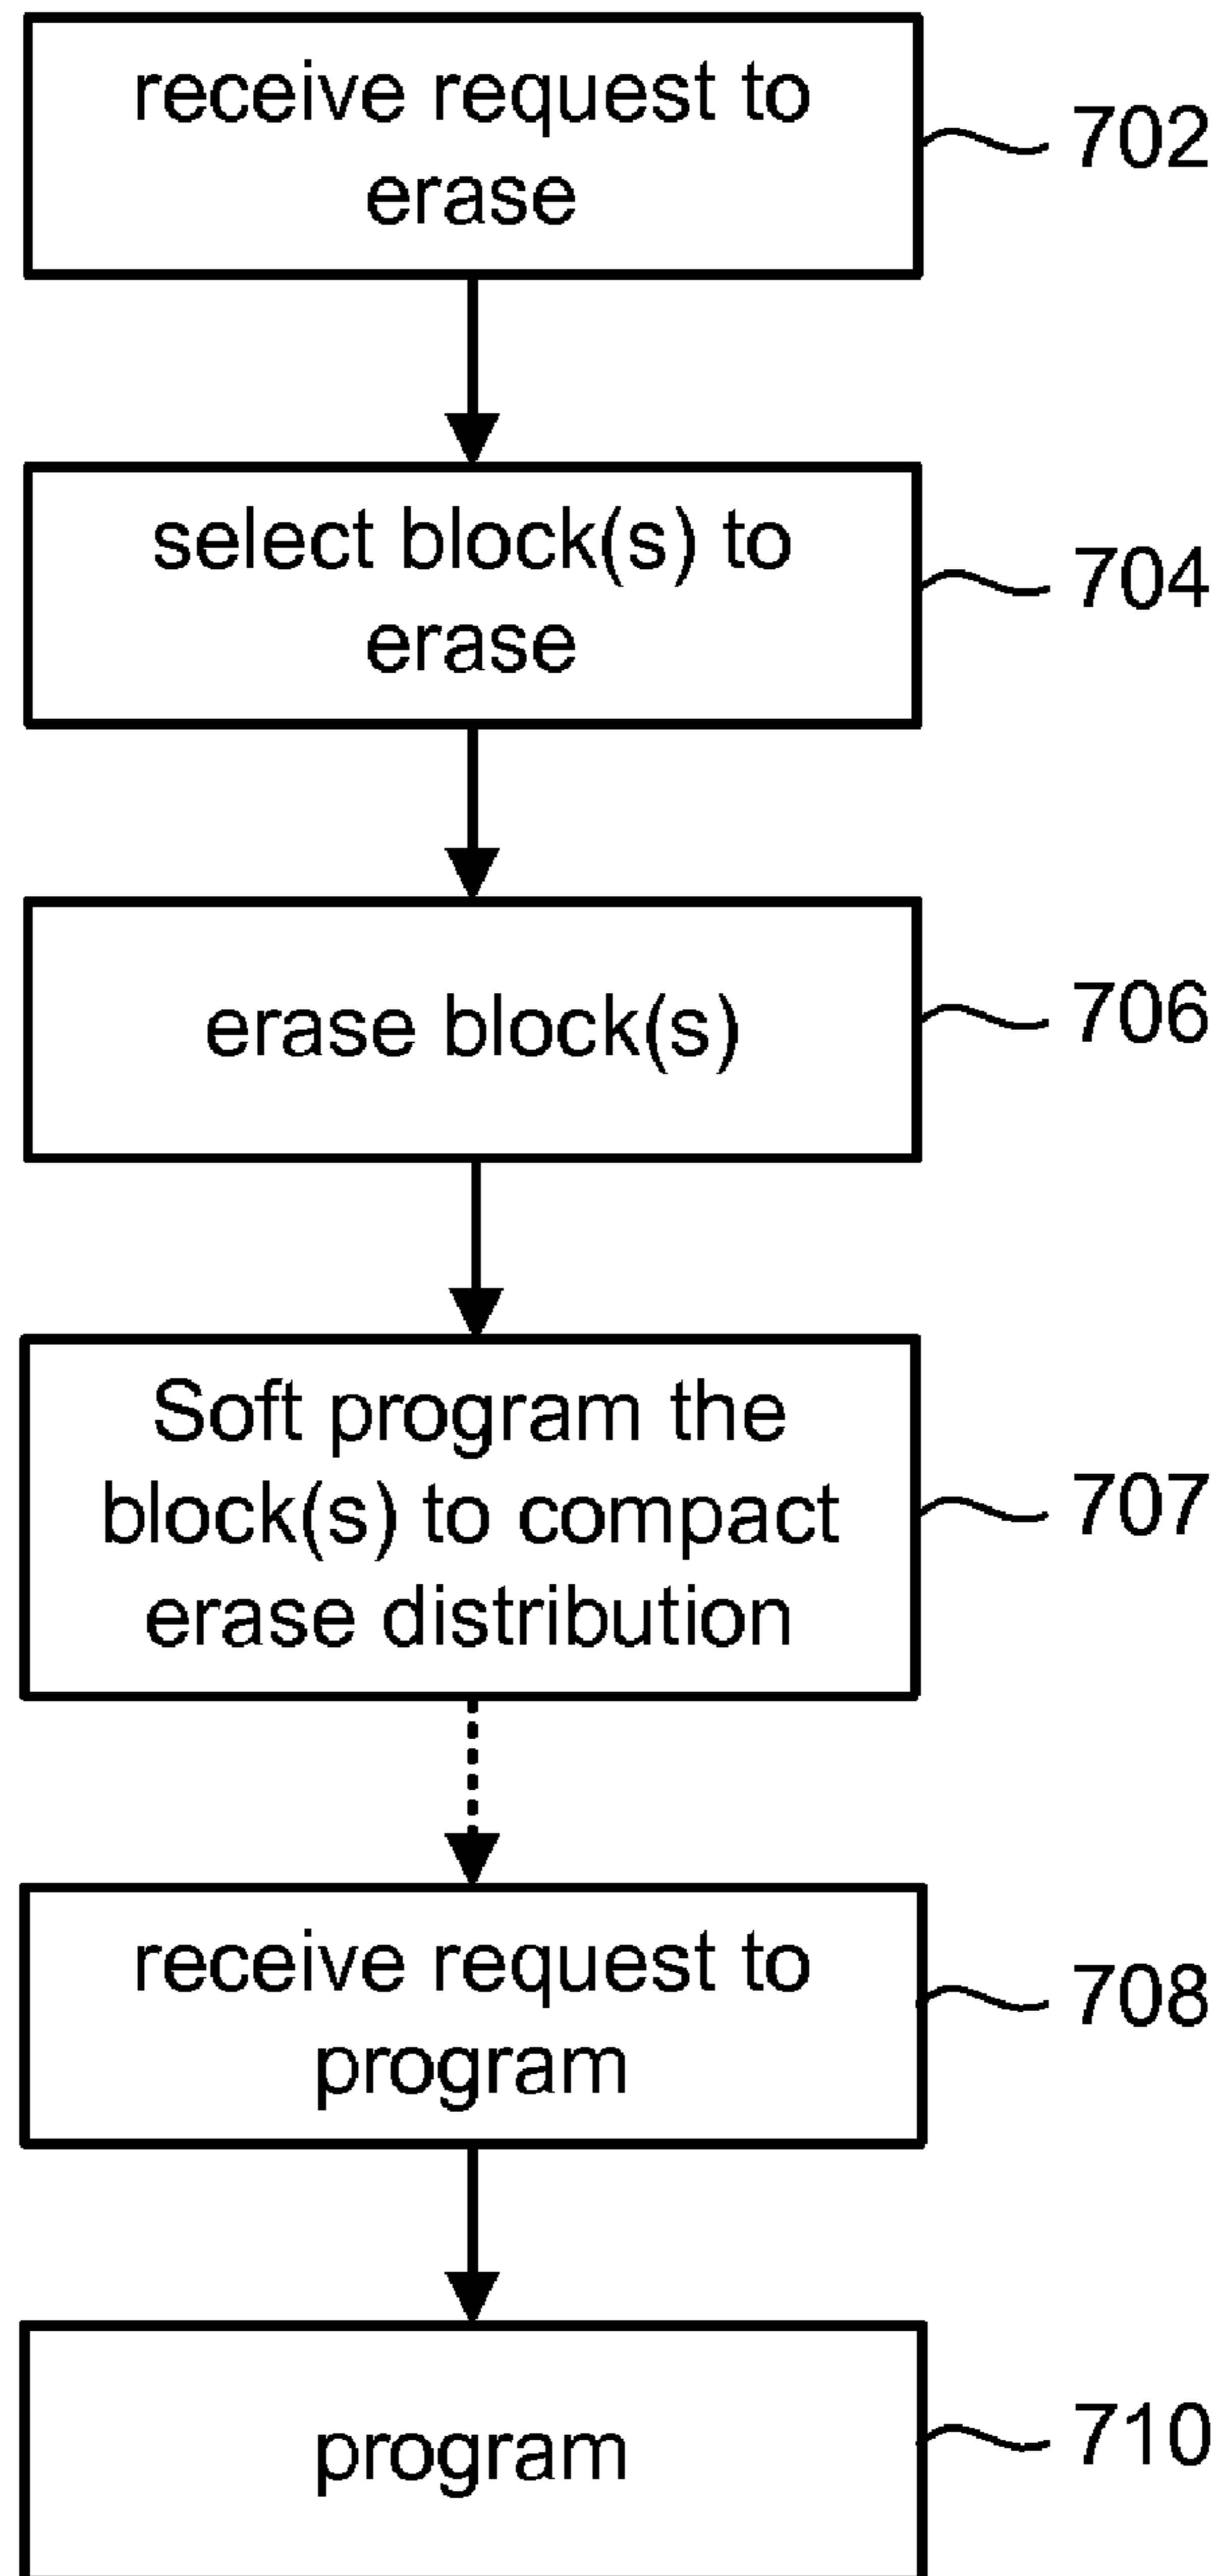 receive request to
erase
702
select block(s) to
erase
704
erase block(s)
706
Soft program the
block(s) to compact
erase distribution
707
receive request to
program
708
program
710